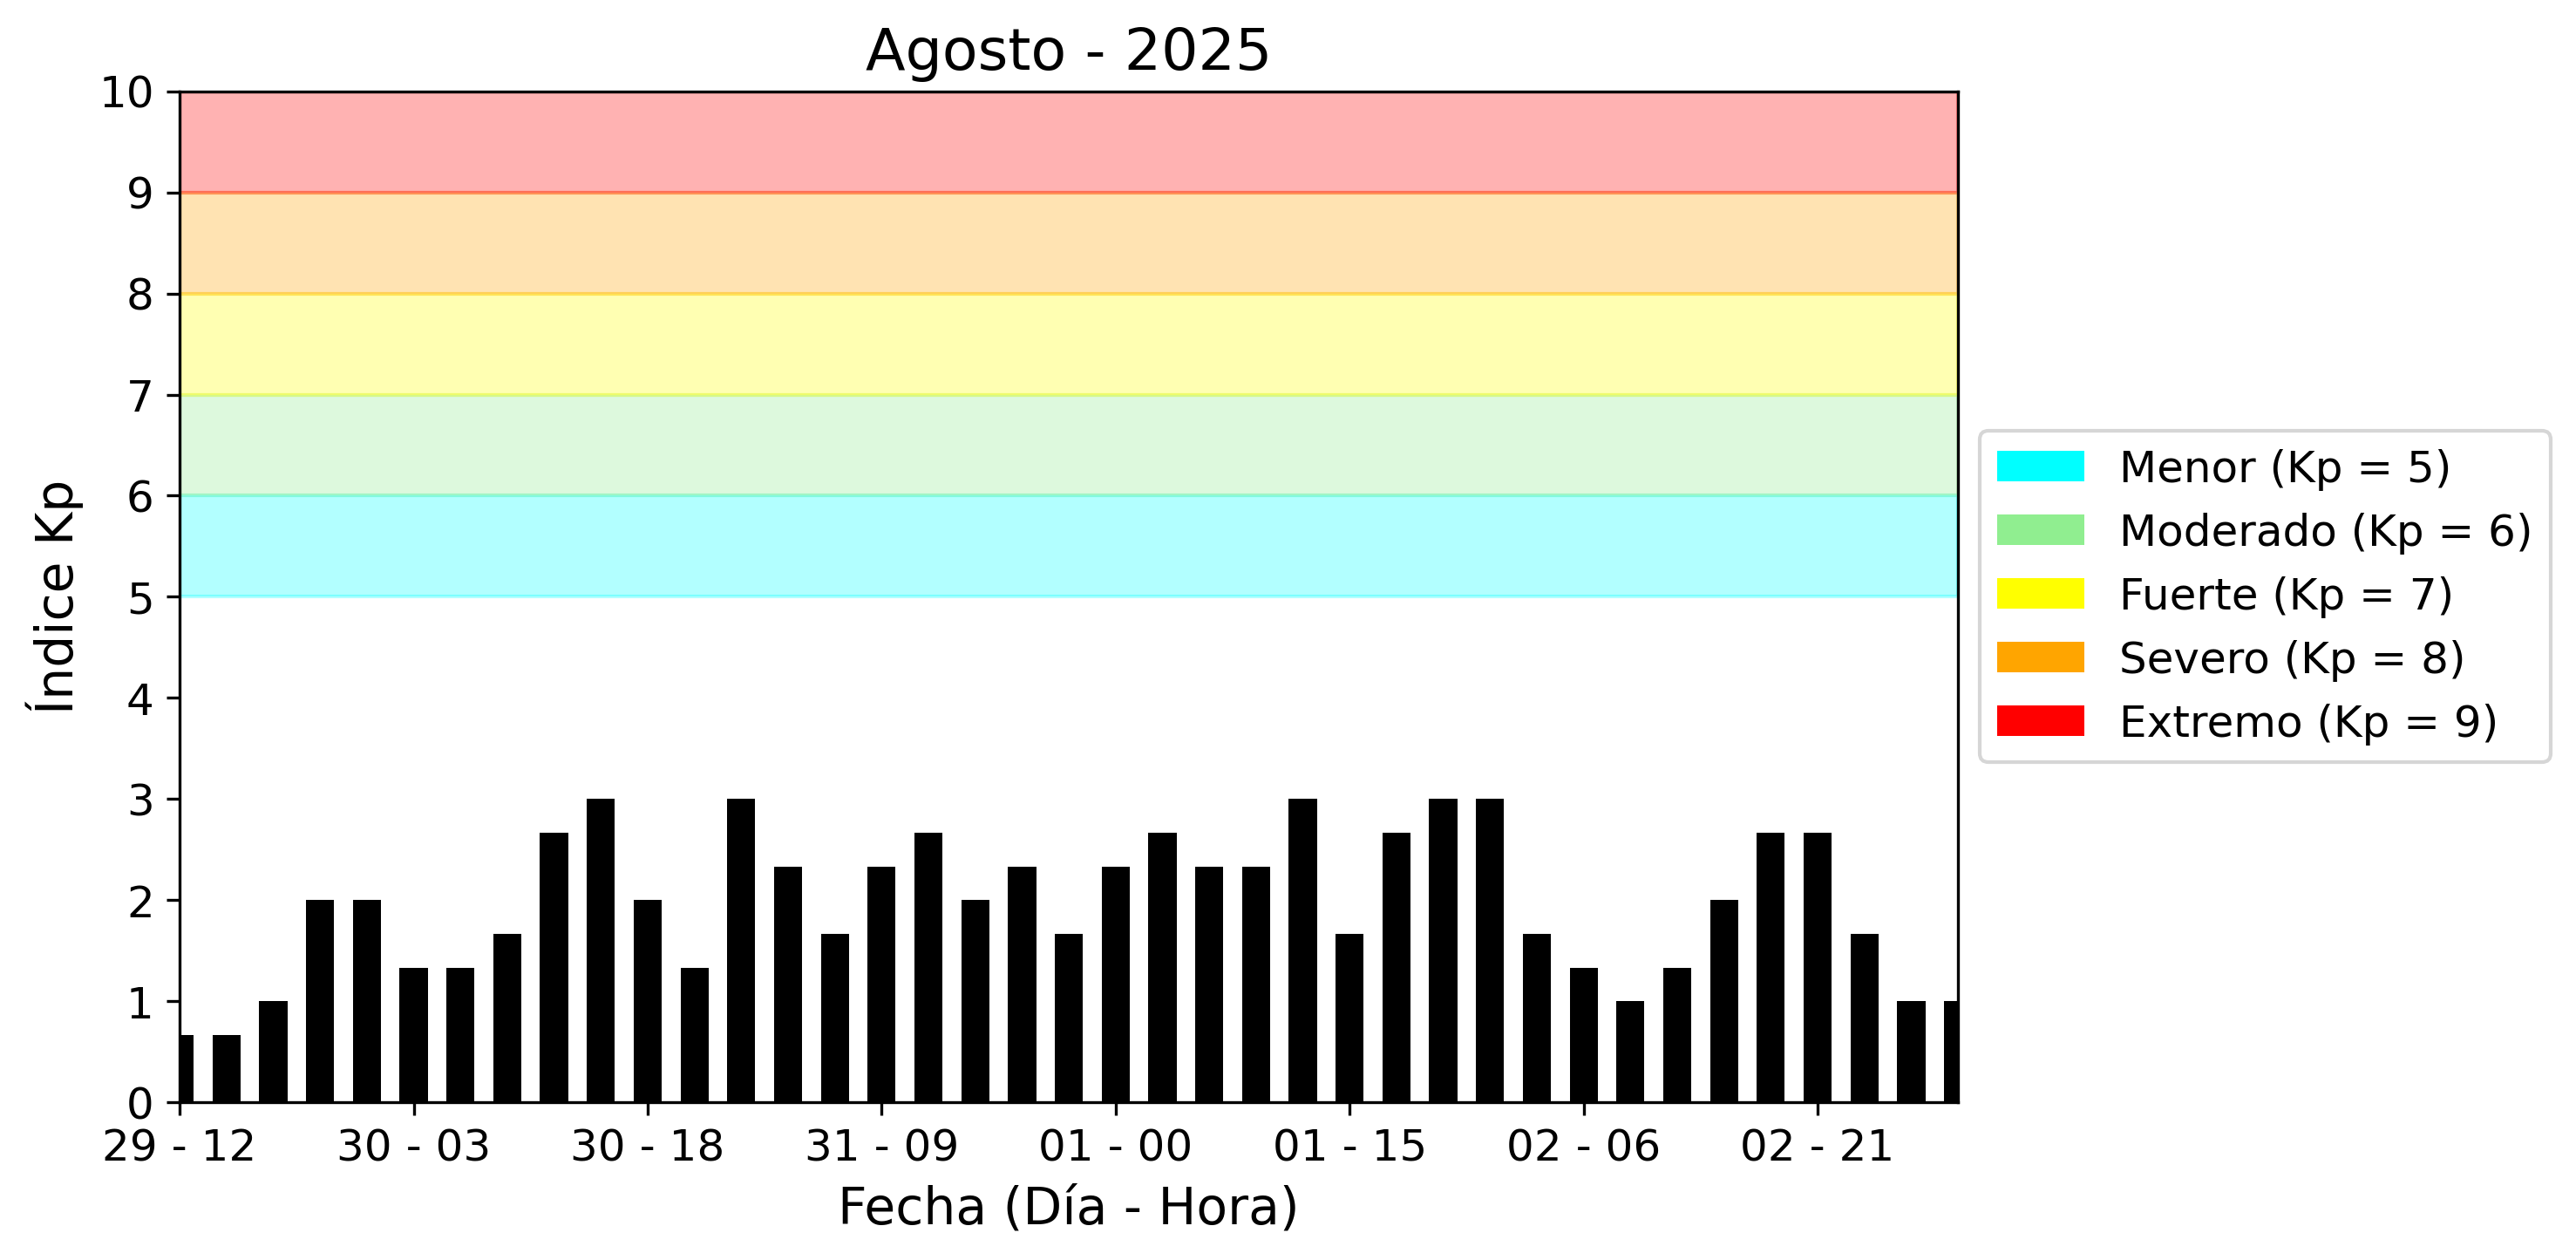 Agosto - 2025
10
9
8
7
6
5
4
3
2
1
0
Índice Kp
29 - 12
30 - 03
30 - 18
31 - 09
01 - 00
01 - 15
02 - 06
02 - 21
Fecha (Día - Hora)
Menor (Kp = 5)
Moderado (Kp = 6)
Fuerte (Kp = 7)
Severo (Kp = 8)
Extremo (Kp = 9)